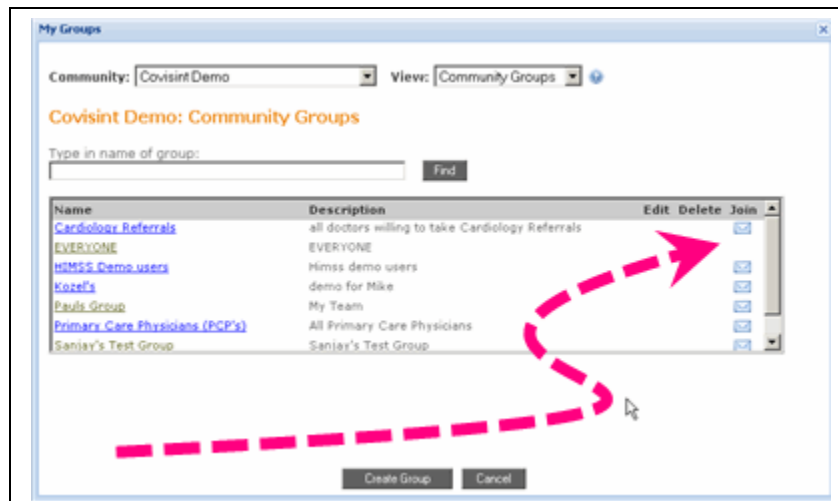 My Groups
Community: Covisint Demo View: Community Groups
Covisint Demo: Community Groups
Type in name of group:
Find
Name Description Edit Delete Join
Cardiology Referrals all doctors willing to take Cardiology Referrals
EVERYONE EVERYONE
HIMSS Demo users Himss demo users
Kozel's demo for Mike
Pauls Group My Team
Primary Care Physicians (PCP's) All Primary Care Physicians
Sanjay's Test Group Sanjay's Test Group
Create Group Cancel